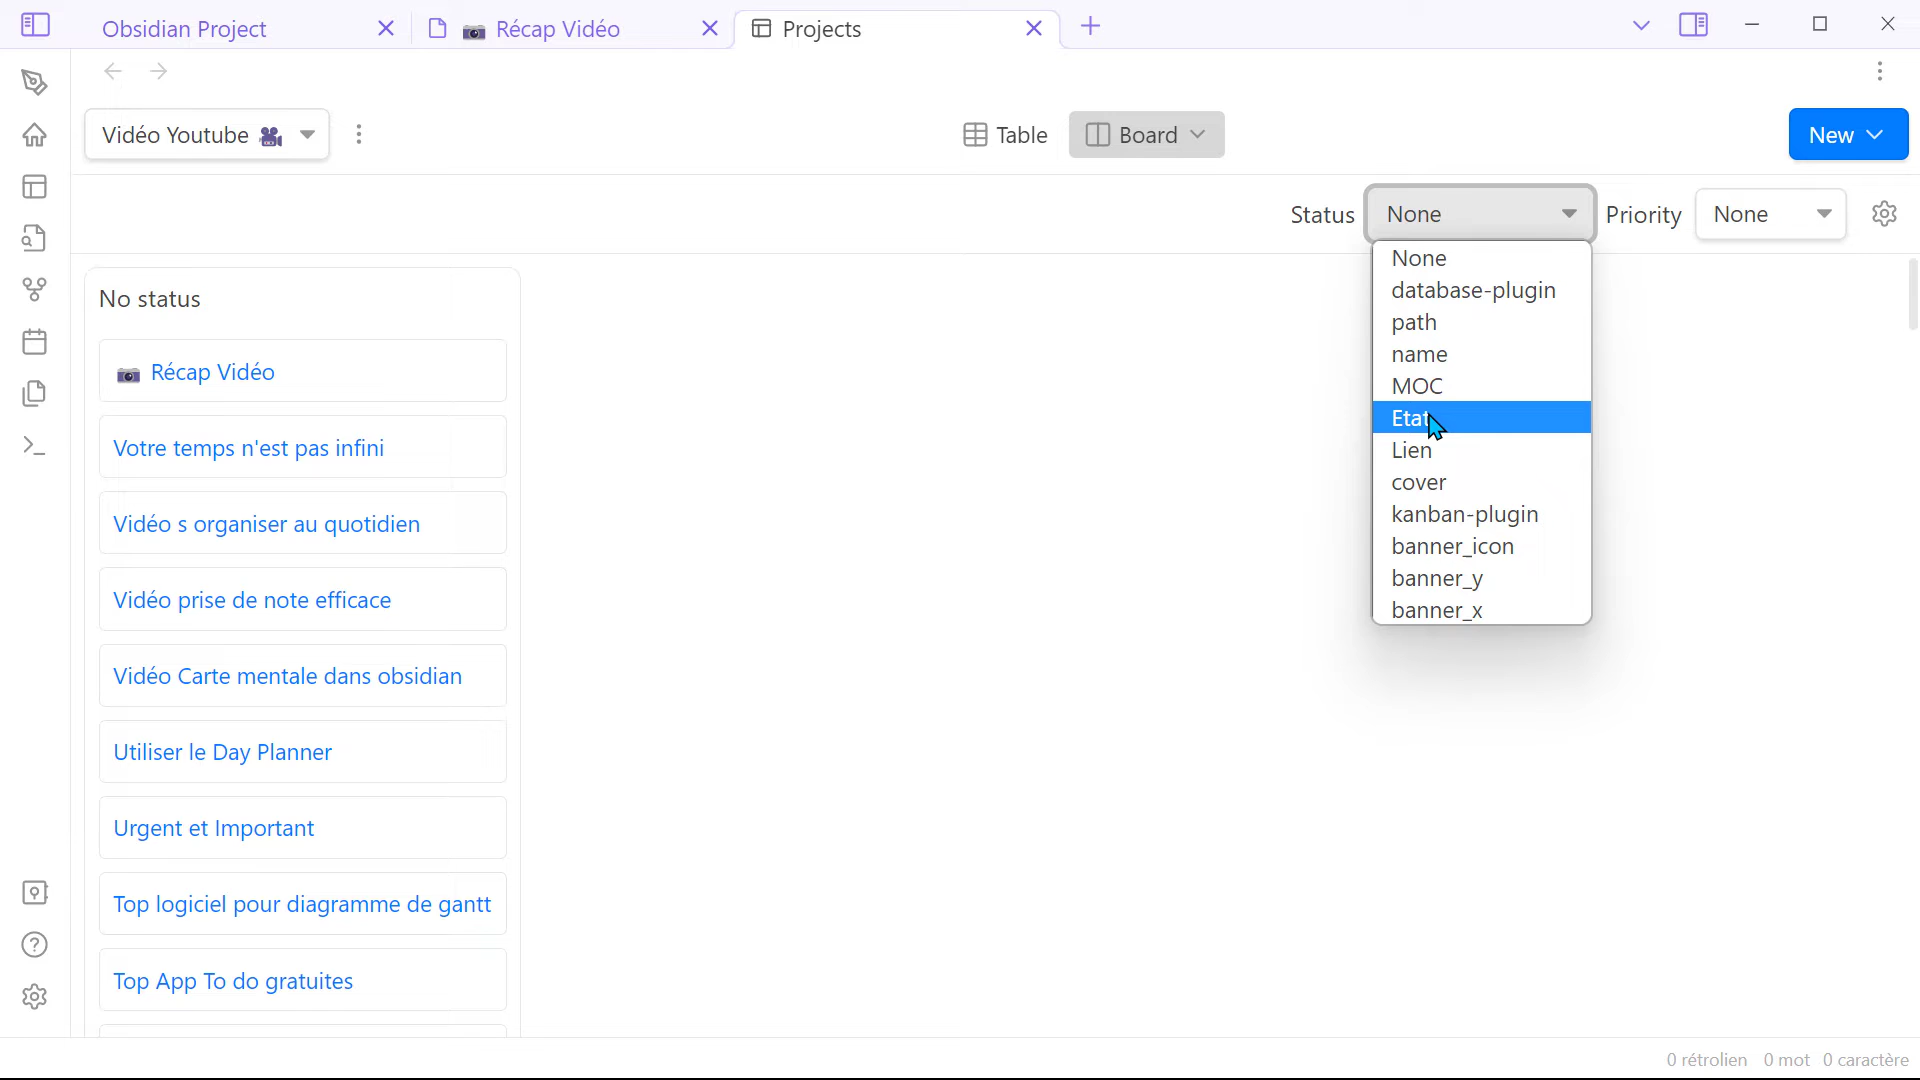 Obsidian Project
Récap Vidéo
Projects
Vidéo Youtube
Table
Board
New
Status
None
Priority
None
None
database-plugin
path
name
MOC
Etat
Lien
cover
kanban-plugin
banner_icon
banner_y
banner_x
No status
Récap Vidéo
Votre temps n'est pas infini
Vidéo s organiser au quotidien
Vidéo prise de note efficace
Vidéo Carte mentale dans obsidian
Utiliser le Day Planner
Urgent et Important
Top logiciel pour diagramme de gantt
Top App To do gratuites
0 rétrolien 0 mot 0 caractère